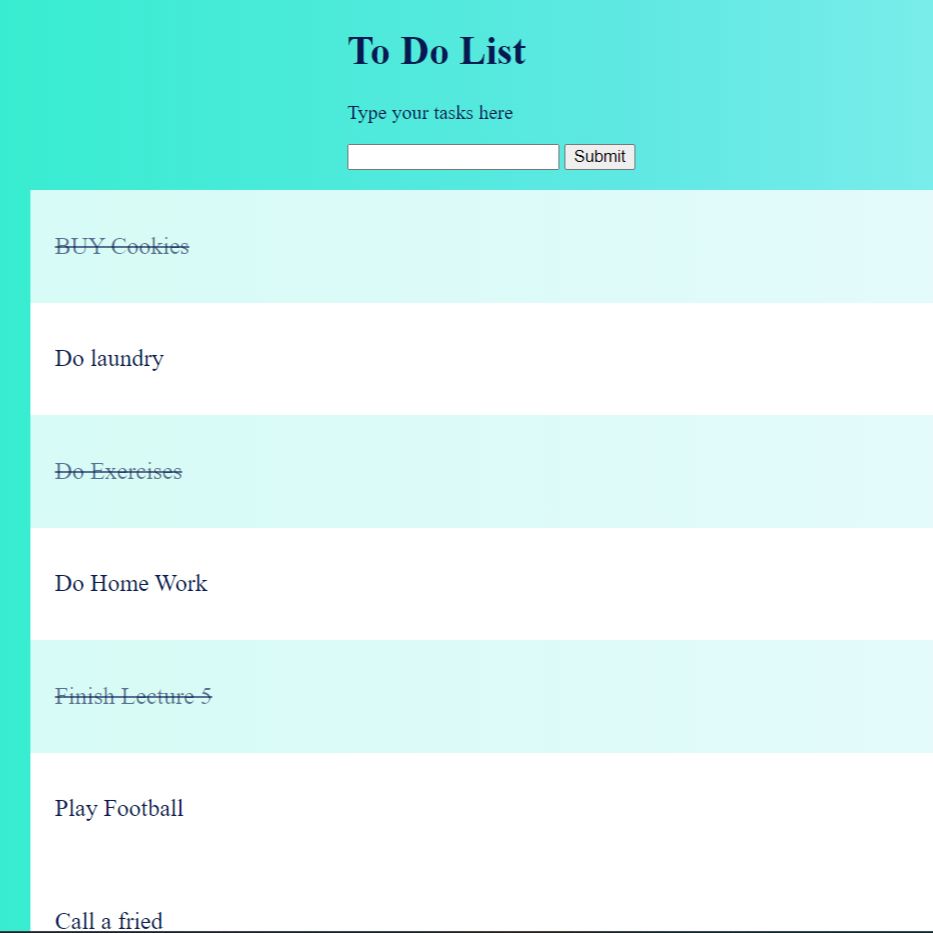 To Do List
Type your tasks here
Submit
BUY Cookies
Do laundry
Do Exercises
Do Home Work
Finish Lecture 5
Play Football
Call a fried